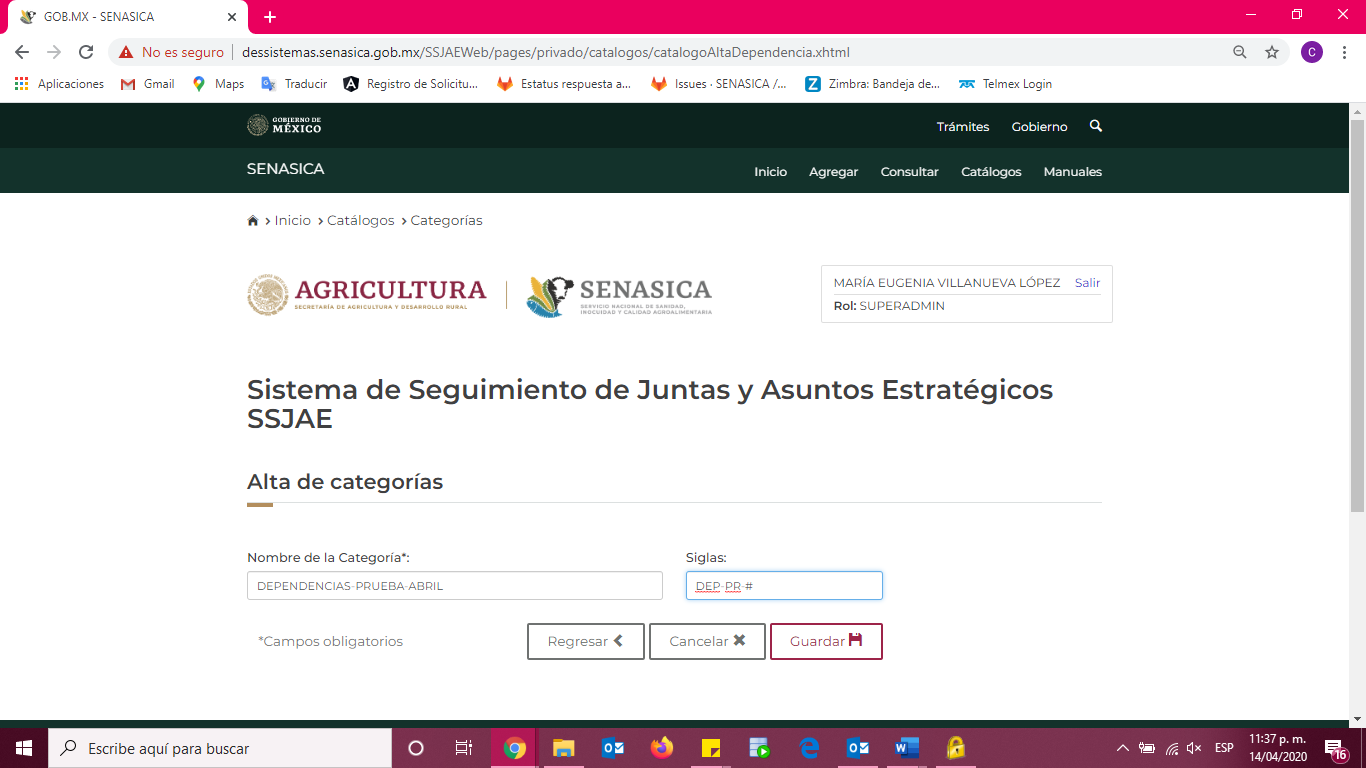 GOB.MX - SENASICA
No es seguro
dessistemas.senasica.gob.mx/SSJAEWeb/pages/privado/catalogos/catalogoAltaDependencia.xhtml
C
Aplicaciones
Gmail
Maps
Traducir
Registro de Solicitu...
Estatus respuesta a...
Issues · SENASICA /...
Zimbra: Bandeja de...
Telmex Login
GOBIERNO DE
MÉXICO
Trámites
Gobierno
SENASICA
Inicio
Agregar
Consultar
Catálogos
Manuales
Inicio
Catálogos
Categorías
AGRICULTURA
SECRETARÍA DE AGRICULTURA Y DESARROLLO RURAL
SENASICA
SERVICIO NACIONAL DE SANIDAD,
INOCUIDAD Y CALIDAD AGROALIMENTARIA
MARÍA EUGENIA VILLANUEVA LÓPEZ
Salir
Rol: SUPERADMIN
Sistema de Seguimiento de Juntas y Asuntos Estratégicos
SSJAE
Alta de categorías
Nombre de la Categoría*:
Siglas:
DEPENDENCIAS-PRUEBA-ABRIL
DEP-PR-#
*Campos obligatorios
Regresar
Cancelar
Guardar
Escribe aquí para buscar
ESP
11:37 p. m.
14/04/2020
16